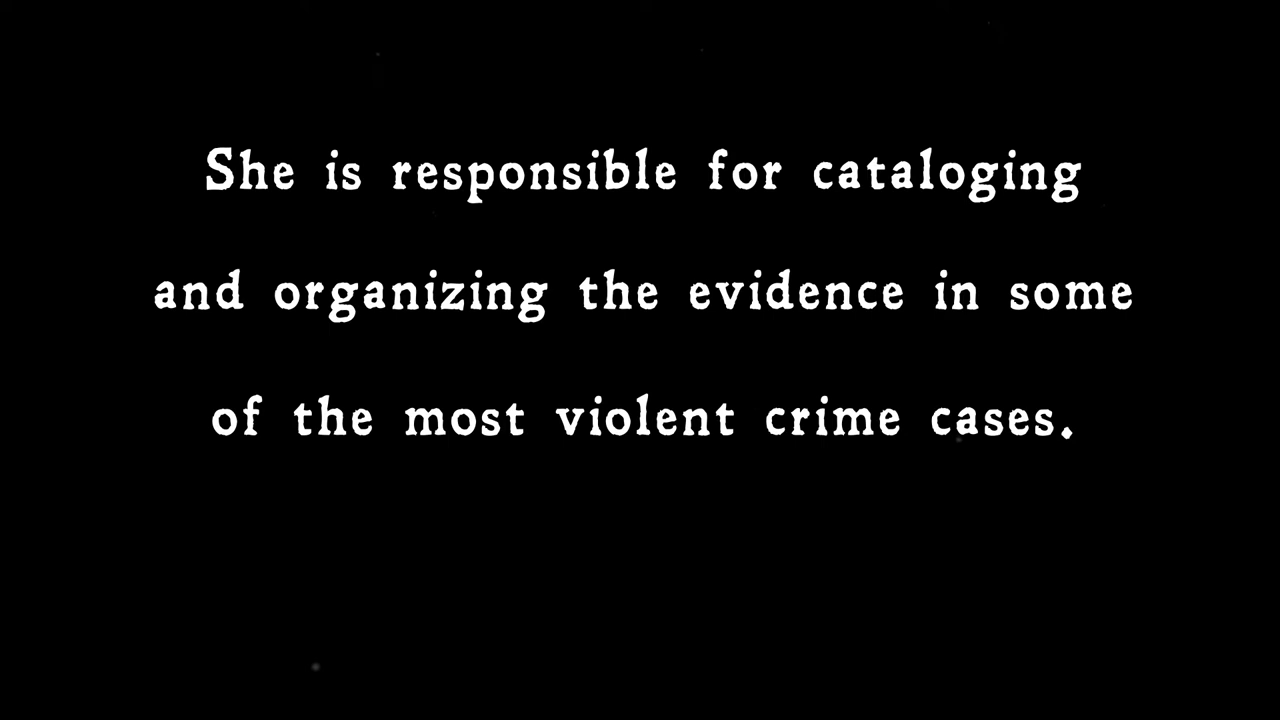 She is responsible for cataloging
and organizing the evidence in some
of the most violent crime cases.